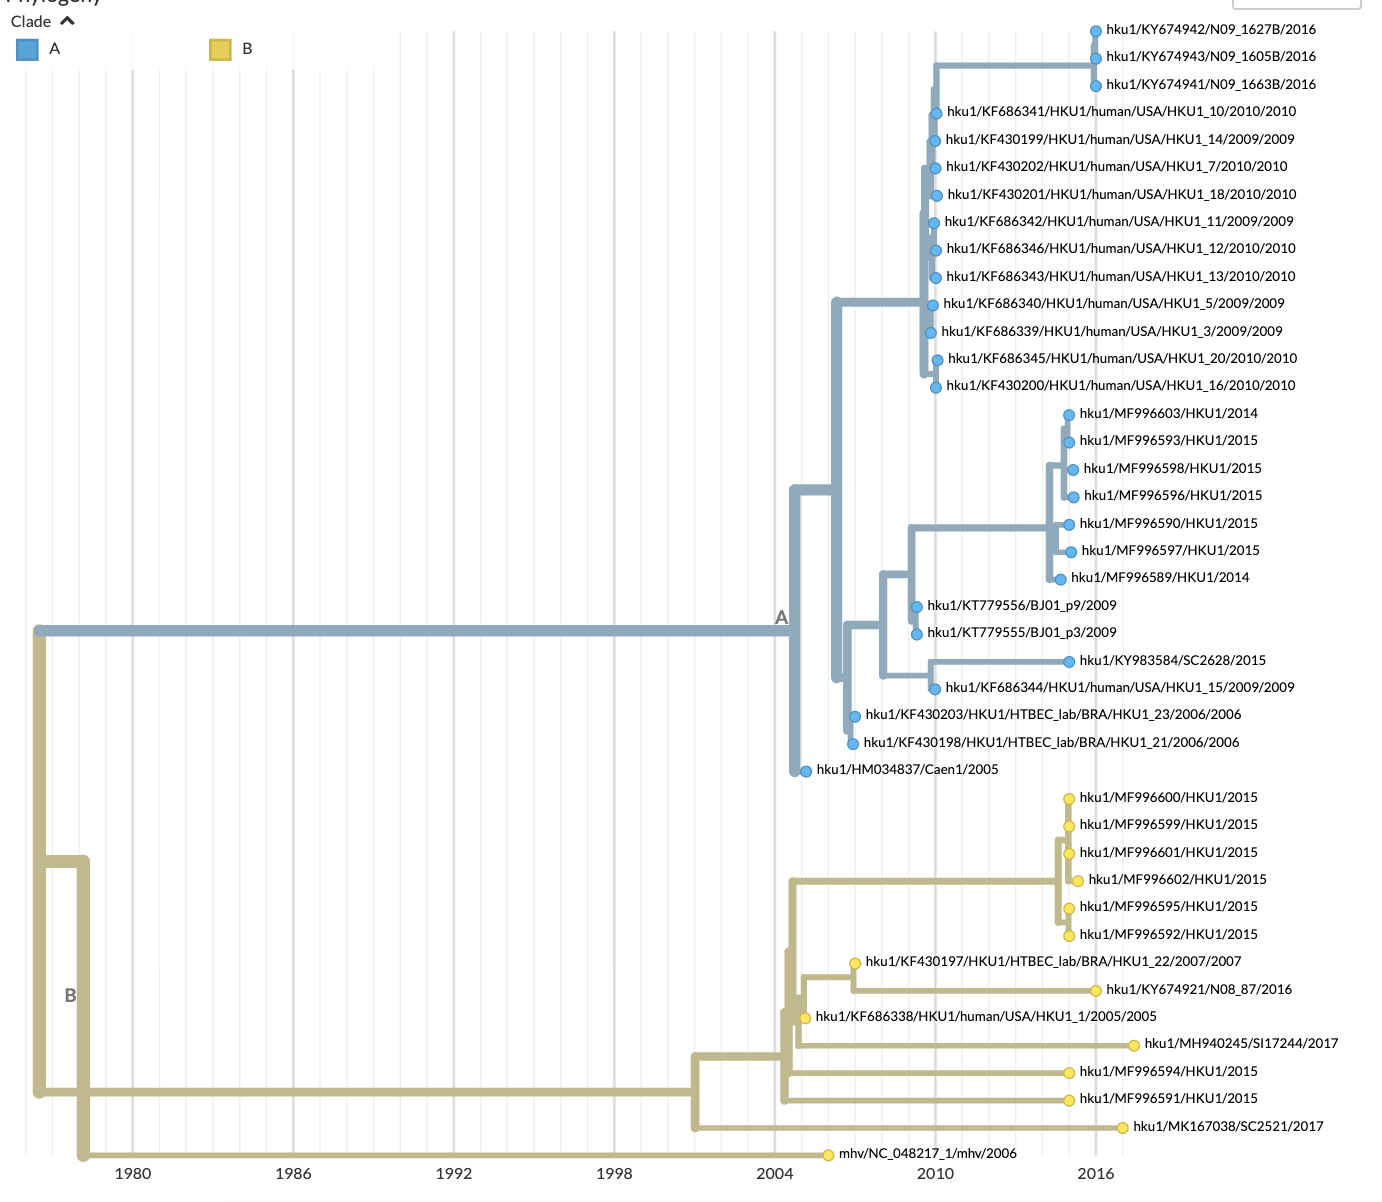 Phylogeny
Clade
A
B
hku1/KY674942/N09_1627B/2016
hku1/KY674943/N09_1605B/2016
hku1/KY674941/N09_1663B/2016
hku1/KF686341/HKU1/human/USA/HKU1_10/2010/2010
hku1/KF430199/HKU1/human/USA/HKU1_14/2009/2009
hku1/KF430202/HKU1/human/USA/HKU1_7/2010/2010
hku1/KF430201/HKU1/human/USA/HKU1_18/2010/2010
hku1/KF686342/HKU1/human/USA/HKU1_11/2009/2009
hku1/KF686346/HKU1/human/USA/HKU1_12/2010/2010
hku1/KF686343/HKU1/human/USA/HKU1_13/2010/2010
hku1/KF686340/HKU1/human/USA/HKU1_5/2009/2009
hku1/KF686339/HKU1/human/USA/HKU1_3/2009/2009
hku1/KF686345/HKU1/human/USA/HKU1_20/2010/2010
hku1/KF430200/HKU1/human/USA/HKU1_16/2010/2010
hku1/MF996603/HKU1/2014
hku1/MF996593/HKU1/2015
hku1/MF996598/HKU1/2015
hku1/MF996596/HKU1/2015
hku1/MF996590/HKU1/2015
hku1/MF996597/HKU1/2015
hku1/MF996589/HKU1/2014
hku1/KT779556/BJ01_p9/2009
A
hku1/KT779555/BJ01_p3/2009
hku1/KY983584/SC2628/2015
hku1/KF686344/HKU1/human/USA/HKU1_15/2009/2009
hku1/KF430203/HKU1/HTBEC_lab/BRA/HKU1_23/2006/2006
hku1/KF430198/HKU1/HTBEC_lab/BRA/HKU1_21/2006/2006
hku1/HM034837/Caen1/2005
hku1/MF996600/HKU1/2015
hku1/MF996599/HKU1/2015
hku1/MF996601/HKU1/2015
hku1/MF996602/HKU1/2015
hku1/MF996595/HKU1/2015
hku1/MF996592/HKU1/2015
hku1/KF430197/HKU1/HTBEC_lab/BRA/HKU1_22/2007/2007
hku1/KY674921/N08_87/2016
B
hku1/KF686338/HKU1/human/USA/HKU1_1/2005/2005
hku1/MH940245/SI17244/2017
hku1/MF996594/HKU1/2015
hku1/MF996591/HKU1/2015
hku1/MK167038/SC2521/2017
mhv/NC_048217_1/mhv/2006
1980 1986 1992 1998 2004 2010 2016